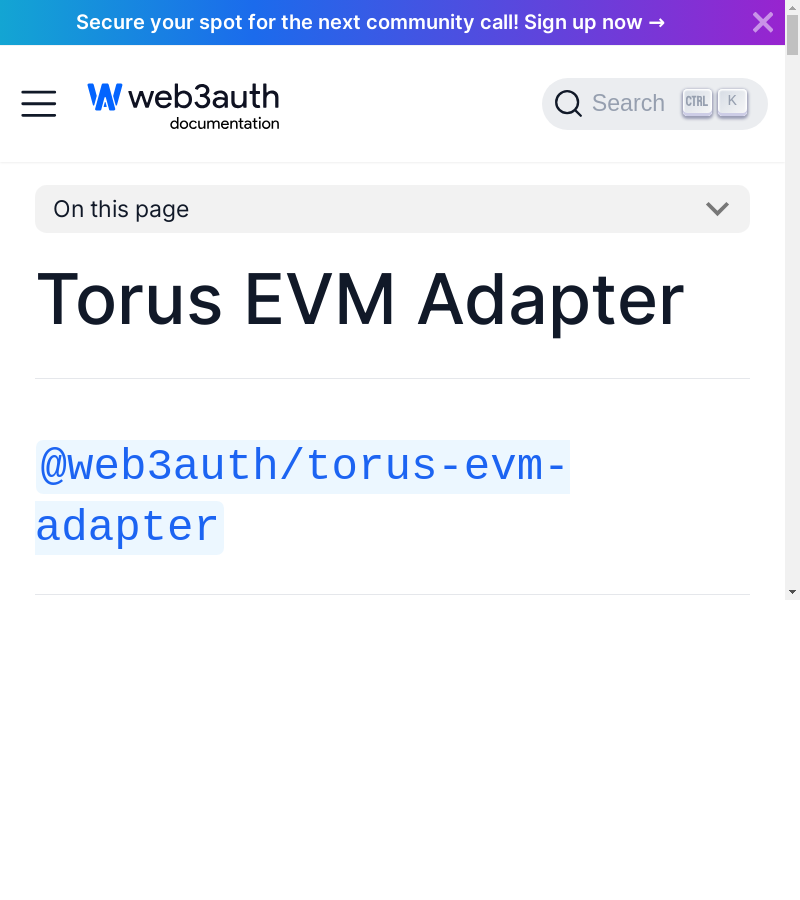 Secure your spot for the next community call! Sign up now →
web3auth
documentation
Search CTRL K
On this page
Torus EVM Adapter
@web3auth/torus-evm-
adapter